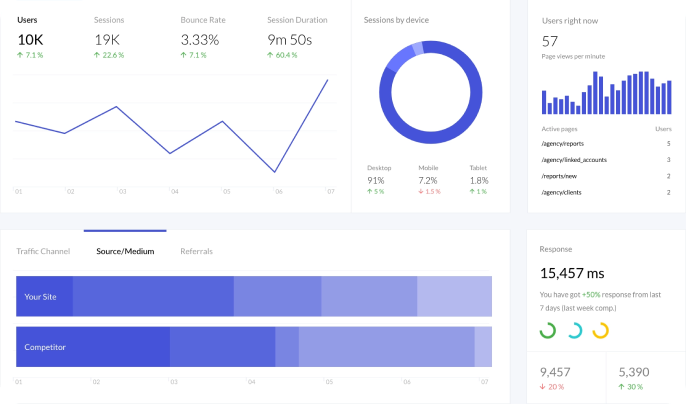 Users
Sessions
Bounce Rate
Session Duration
10K
19K
3.33%
9m 50s
↑ 7.1 %
↑ 22.6 %
↑ 7.1 %
↑ 60.4 %
01 02 03 04 05 06 07
Sessions by device
Desktop
Mobile
Tablet
91%
7.2%
1.8%
↑ 5 %
↓ 1.5 %
↑ 1 %
Users right now
57
Page views per minute
Active pages Users
/agency/reports 5
/agency/linked_accounts 3
/reports/new 2
/agency/clients 2
Traffic Channel
Source/Medium
Referrals
Your Site
Competitor
01 02 03 04 05 06 07
Response
15,457 ms
You have got +50% response from last
7 days (last week comp.)
9,457
5,390
↓ 20 %
↑ 30 %